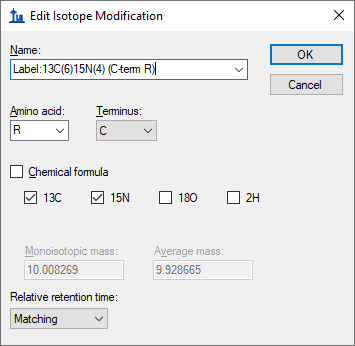 Edit Isotope Modification
Name:
OK
Label:13C(6)15N(4) (C-term R)
Cancel
Amino acid: Terminus:
R C
Chemical formula
13C 15N 18O 2H
Monoisotopic mass: Average mass:
10.008269 9.928665
Relative retention time:
Matching